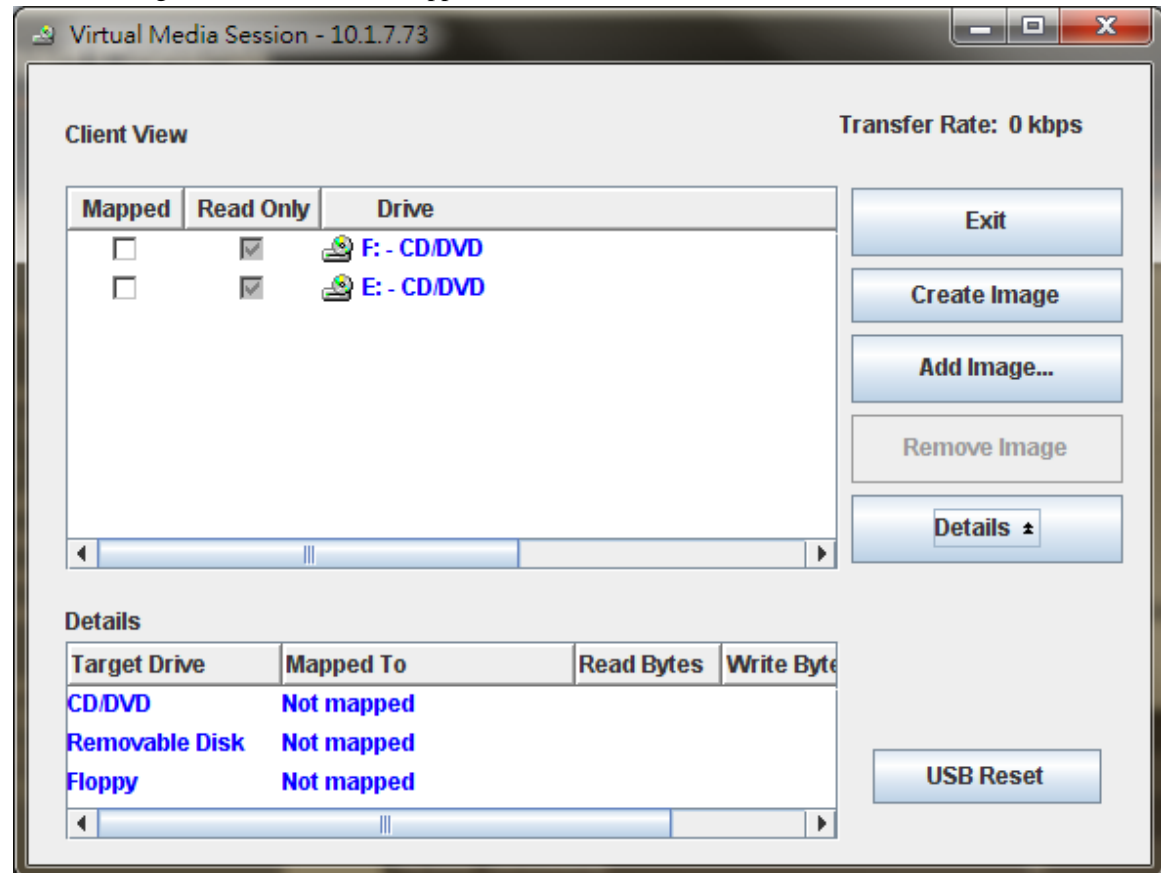 Virtual Media Session - 10.1.7.73
Client View
Transfer Rate: 0 kbps
Mapped Read Only Drive
F: - CD/DVD
E: - CD/DVD
Exit
Create Image
Add Image...
Remove Image
Details
Details
Target Drive Mapped To Read Bytes Write Byte
CD/DVD Not mapped
Removable Disk Not mapped
Floppy Not mapped
USB Reset